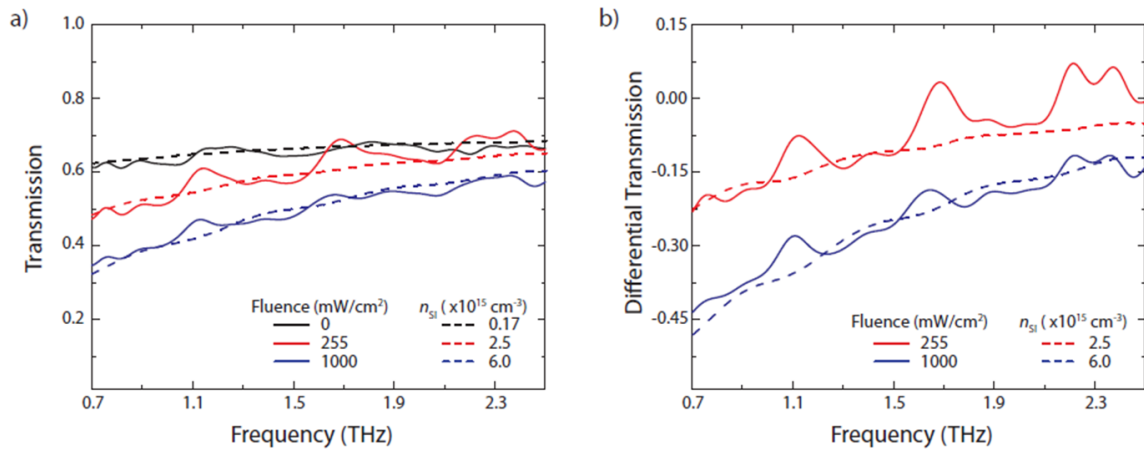 a)
Transmission
1.0
0.8
0.6
0.4
0.2
Fluence (mW/cm²) n_SI ( x10¹⁵ cm⁻³)
0 0.17
255 2.5
1000 6.0
0.7 1.1 1.5 1.9 2.3
Frequency (THz)
b)
Differential Transmission
0.15
0.00
-0.15
-0.30
-0.45
Fluence (mW/cm²) n_SI ( x10¹⁵ cm⁻³)
255 2.5
1000 6.0
0.7 1.1 1.5 1.9 2.3
Frequency (THz)